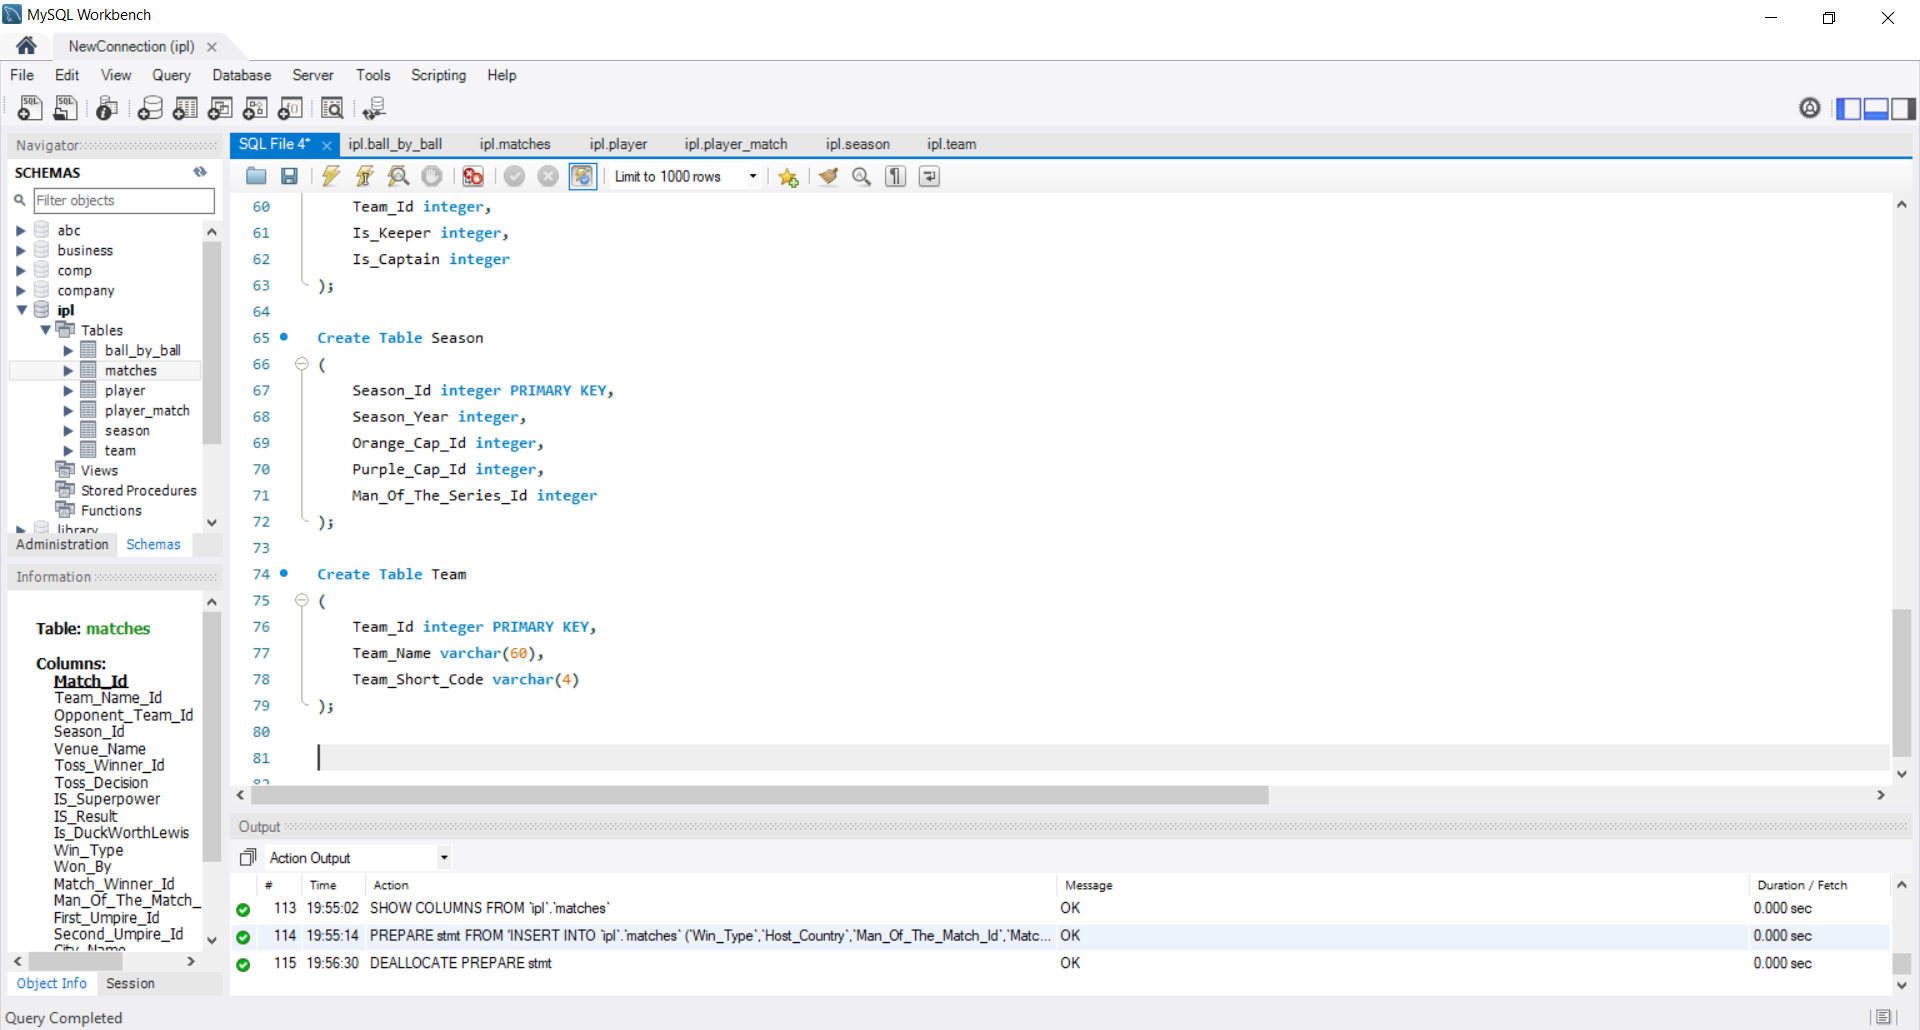 MySQL Workbench
NewConnection (ipl)
File Edit View Query Database Server Tools Scripting Help
Navigator
SCHEMAS
Filter objects
abc
business
comp
company
ipl
Tables
ball_by_ball
matches
player
player_match
season
team
Views
Stored Procedures
Functions
library
Administration Schemas
Information
Table: matches
Columns:
Match_Id
Team_Name_Id
Opponent_Team_Id
Season_Id
Venue_Name
Toss_Winner_Id
Toss_Decision
IS_Superpower
IS_Result
Is_DuckWorthLewis
Win_Type
Won_By
Match_Winner_Id
Man_Of_The_Match_
First_Umpire_Id
Second_Umpire_Id
City_Name
Object Info Session
SQL File 4* ipl.ball_by_ball ipl.matches ipl.player ipl.player_match ipl.season ipl.team
Limit to 1000 rows
60 Team_Id integer,
61 Is_Keeper integer,
62 Is_Captain integer
63 );
64
65 Create Table Season
66 (
67 Season_Id integer PRIMARY KEY,
68 Season_Year integer,
69 Orange_Cap_Id integer,
70 Purple_Cap_Id integer,
71 Man_Of_The_Series_Id integer
72 );
73
74 Create Table Team
75 (
76 Team_Id integer PRIMARY KEY,
77 Team_Name varchar(60),
78 Team_Short_Code varchar(4)
79 );
80
81
82
Output
Action Output
# Time Action Message Duration / Fetch
113 19:55:02 SHOW COLUMNS FROM `ipl`.`matches` OK 0.000 sec
114 19:55:14 PREPARE stmt FROM 'INSERT INTO `ipl`.`matches` (`Win_Type`,`Host_Country`,`Man_Of_The_Match_Id`,`Matc... OK 0.000 sec
115 19:56:30 DEALLOCATE PREPARE stmt OK 0.000 sec
Query Completed